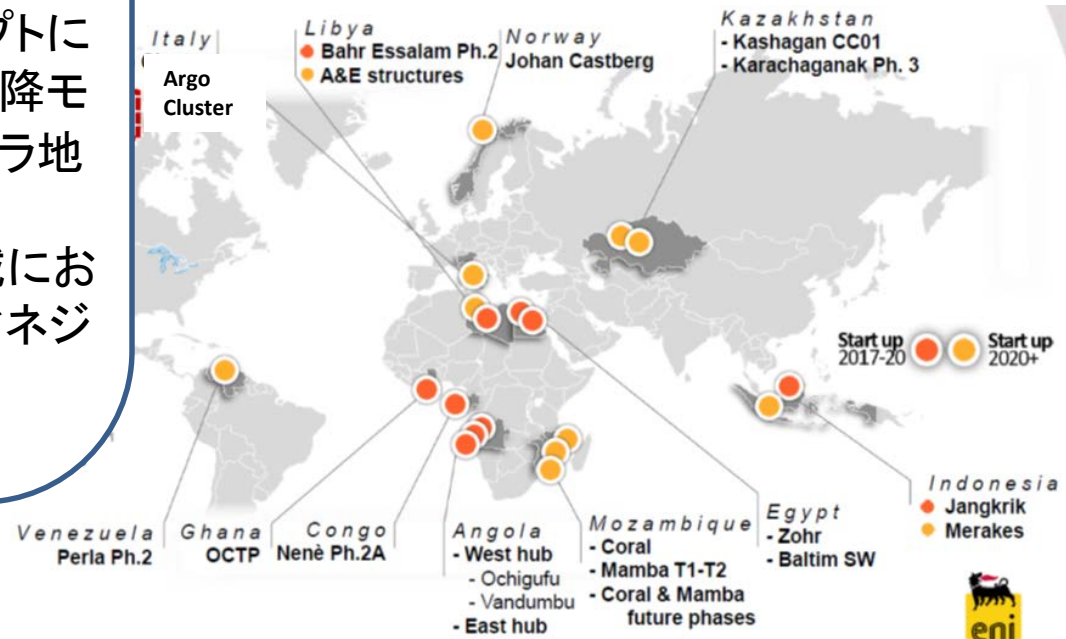 プトに
降モ
ラ地
にお
ネジ
Italy
Argo
Cluster
Libya
Bahr Essalam Ph.2
A&E structures
Norway
Johan Castberg
Kazakhstan
- Kashagan CC01
- Karachaganak Ph. 3
Start up
2017-20
Start up
2020+
Venezuela
Perla Ph.2
Ghana
OCTP
Congo
Nenè Ph.2A
Angola
- West hub
- Ochigufu
- Vandumbu
- East hub
Mozambique
- Coral
- Mamba T1-T2
- Coral & Mamba
future phases
Egypt
- Zohr
- Baltim SW
Indonesia
Jangkrik
Merakes
eni